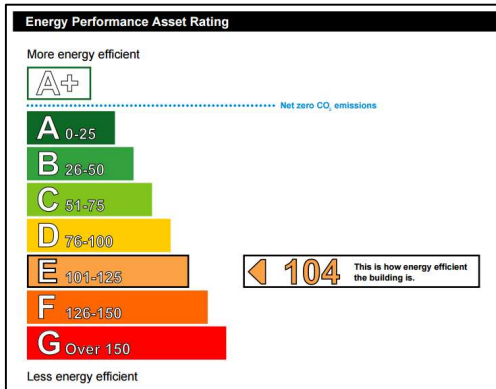 Energy Performance Asset Rating
More energy efficient
A+
Net zero CO₂ emissions
A 0-25
B 26-50
C 51-75
D 76-100
E 101-125
104 This is how energy efficient
the building is.
F 126-150
G Over 150
Less energy efficient